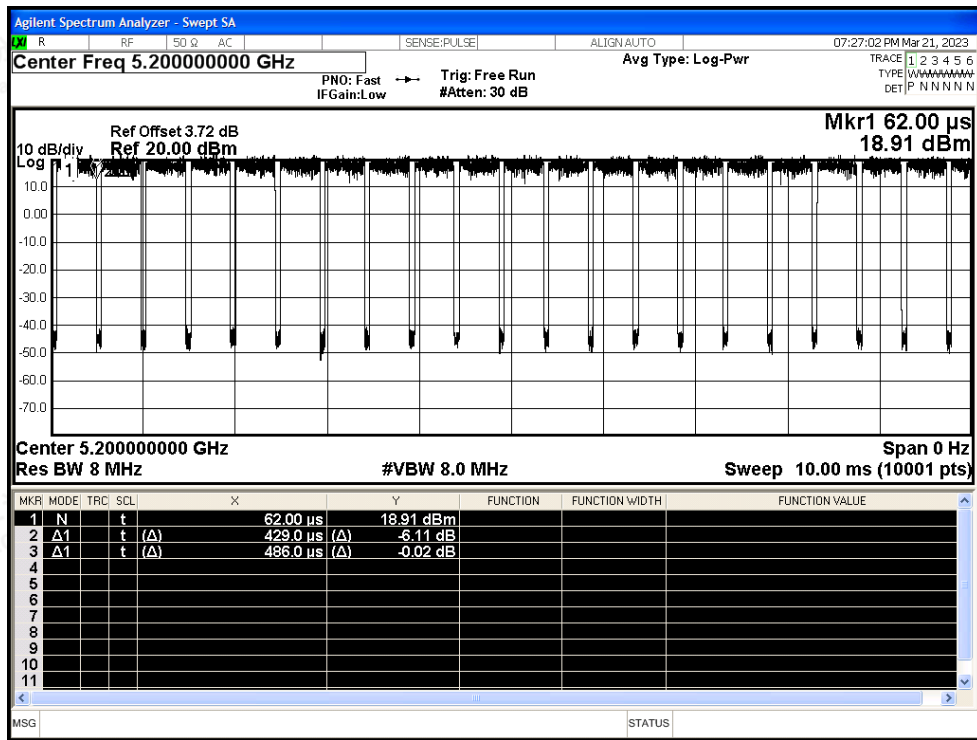 Agilent Spectrum Analyzer - Swept SA
LXI R RF 50 Ω AC SENSE:PULSE ALIGN AUTO 07:27:02 PM Mar 21, 2023
Center Freq 5.200000000 GHz Avg Type: Log-Pwr TRACE 1 2 3 4 5 6
PNO: Fast Trig: Free Run TYPE
IFGain:Low #Atten: 30 dB DET P N N N N N
Mkr1 62.00 µs
Ref Offset 3.72 dB
10 dB/div Ref 20.00 dBm 18.91 dBm
Log
1
10.0
0.00
-10.0
-20.0
-30.0
-40.0
-50.0
-60.0
-70.0
Center 5.200000000 GHz Span 0 Hz
Res BW 8 MHz #VBW 8.0 MHz Sweep 10.00 ms (10001 pts)
MKR MODE TRC SCL X Y FUNCTION FUNCTION WIDTH FUNCTION VALUE
1 N t 62.00 µs 18.91 dBm
2 Δ1 t (Δ) 429.0 µs (Δ) -6.11 dB
3 Δ1 t (Δ) 486.0 µs (Δ) -0.02 dB
4
5
6
7
8
9
10
11
MSG STATUS